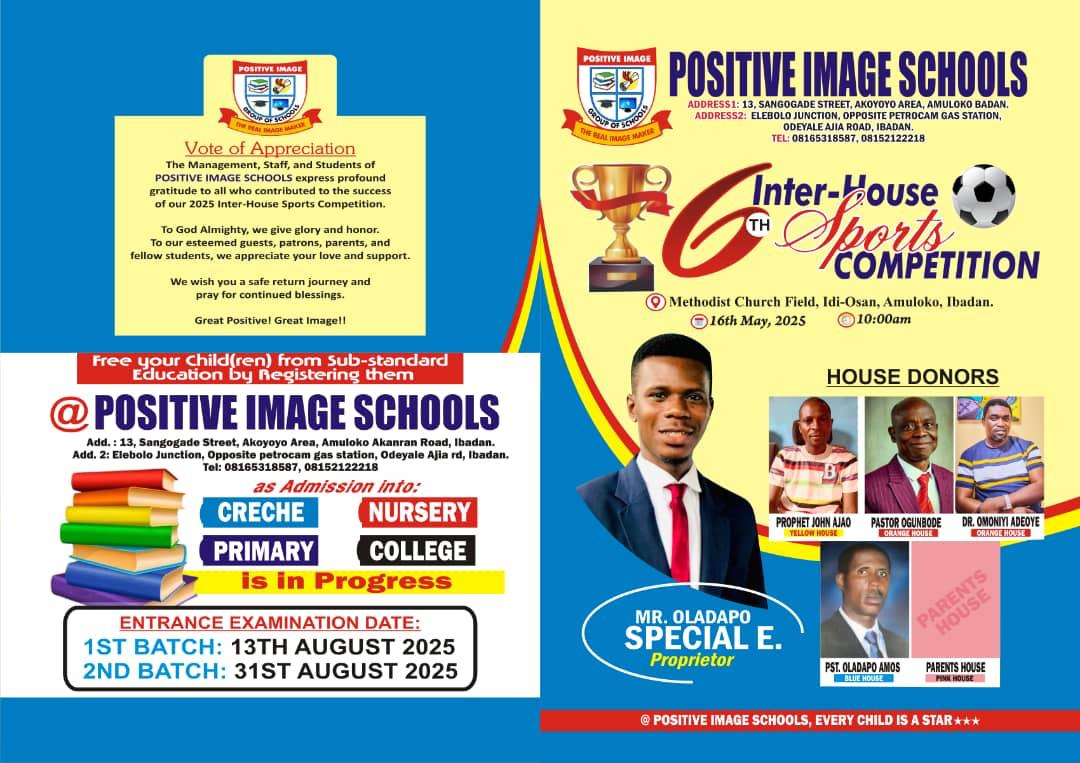 POSITIVE IMAGE
GROUP OF SCHOOLS
THE REAL IMAGE MAKER
Vote of Appreciation
The Management, Staff, and Students of
POSITIVE IMAGE SCHOOLS express profound
gratitude to all who contributed to the success
of our 2025 Inter-House Sports Competition.
To God Almighty, we give glory and honor.
To our esteemed guests, patrons, parents, and
fellow students, we appreciate your love and support.
We wish you a safe return journey and
pray for continued blessings.
Great Positive! Great Image!!
Free your Child(ren) from Sub-standard
Education by Registering them
@ POSITIVE IMAGE SCHOOLS
Add. : 13, Sangogade Street, Akoyoyo Area, Amuloko Akanran Road, Ibadan.
Add. 2: Elebolo Junction, Opposite petrocam gas station, Odeyale Ajia rd, Ibadan.
Tel: 08165318587, 08152122218
as Admission into:
CRECHE NURSERY
PRIMARY COLLEGE
is in Progress
ENTRANCE EXAMINATION DATE:
1ST BATCH: 13TH AUGUST 2025
2ND BATCH: 31ST AUGUST 2025
POSITIVE IMAGE
GROUP OF SCHOOLS
THE REAL IMAGE MAKER
POSITIVE IMAGE SCHOOLS
ADDRESS1: 13, SANGOGADE STREET, AKOYOYO AREA, AMULOKO BADAN.
ADDRESS2: ELEBOLO JUNCTION, OPPOSITE PETROCAM GAS STATION,
ODEYALE AJIA ROAD, IBADAN.
TEL: 08165318587, 08152122218
6TH Inter-House
Sports
COMPETITION
Methodist Church Field, Idi-Osan, Amuloko, Ibadan.
16th May, 2025 10:00am
HOUSE DONORS
PROPHET JOHN AJAO
YELLOW HOUSE
PASTOR OGUNBODE
ORANGE HOUSE
DR. OMONIYI ADEOYE
ORANGE HOUSE
PARENTS
HOUSE
PST. OLADAPO AMOS
BLUE HOUSE
PARENTS HOUSE
PINK HOUSE
MR. OLADAPO
SPECIAL E.
Proprietor
@ POSITIVE IMAGE SCHOOLS, EVERY CHILD IS A STAR★★★